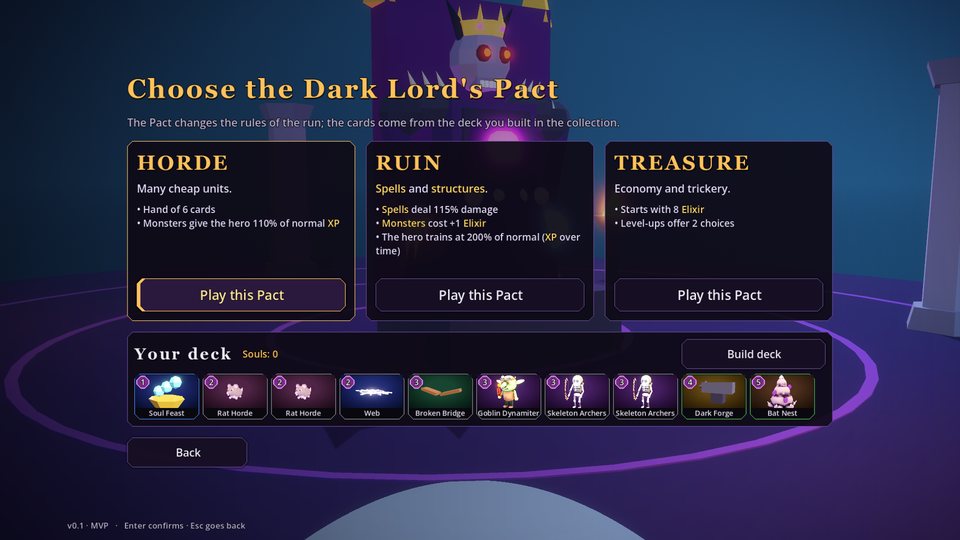 Choose the Dark Lord's Pact
The Pact changes the rules of the run; the cards come from the deck you built in the collection.
HORDE
Many cheap units.
• Hand of 6 cards
• Monsters give the hero 110% of normal XP
Play this Pact
RUIN
Spells and structures.
• Spells deal 115% damage
• Monsters cost +1 Elixir
• The hero trains at 200% of normal (XP over
time)
Play this Pact
TREASURE
Economy and trickery.
• Starts with 8 Elixir
• Level-ups offer 2 choices
Play this Pact
Your deck Souls: 0
Build deck
1 Soul Feast
2 Rat Horde
2 Rat Horde
2 Web
3 Broken Bridge
3 Goblin Dynamiter
3 Skeleton Archers
3 Skeleton Archers
4 Dark Forge
5 Bat Nest
Back
v0.1 · MVP · Enter confirms · Esc goes back